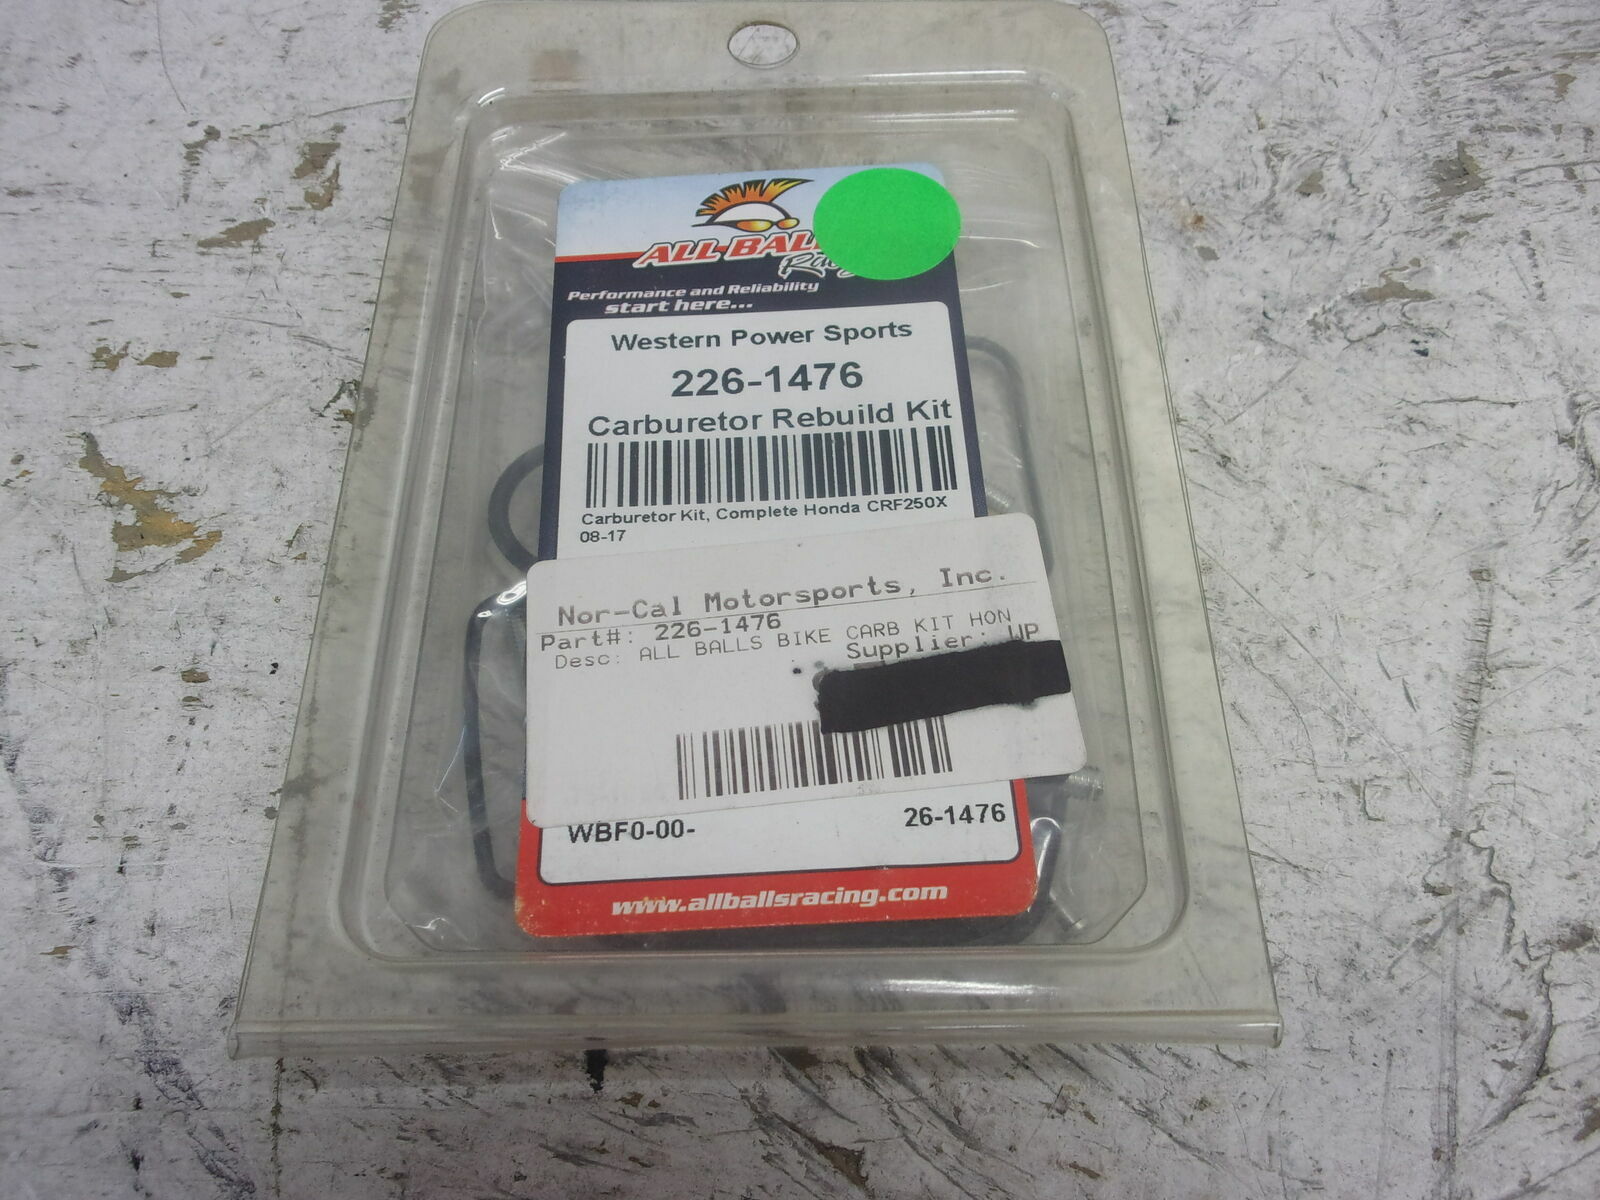 ALL BALL
Performance and Reliability
start here...
Western Power Sports
226-1476
Carburetor Rebuild Kit
Carburetor Kit, Complete Honda CRF250X
08-17
Nor-Cal Motorsports, Inc.
Part#: 226-1476
Desc: ALL BALLS BIKE CARB KIT HON
Supplier: WP
WBF0-00-
26-1476
www.allballsracing.com